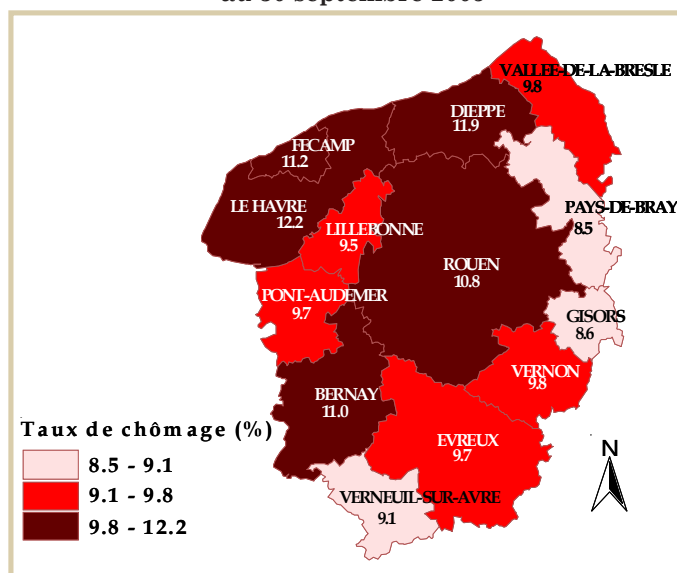 VALLEE-DE-LA-BRESLE
9.8
DIEPPE
11.9
FECAMP
11.2
PAYS-DE-BRAY
8.5
LE HAVRE
12.2
LILLEBONNE
9.5
ROUEN
10.8
PONT-AUDEMER
9.7
GISORS
8.6
VERNON
9.8
BERNAY
11.0
EVREUX
9.7
VERNEUIL-SUR-AVRE
9.1
Taux de chômage (%)
8.5 - 9.1
9.1 - 9.8
9.8 - 12.2
N